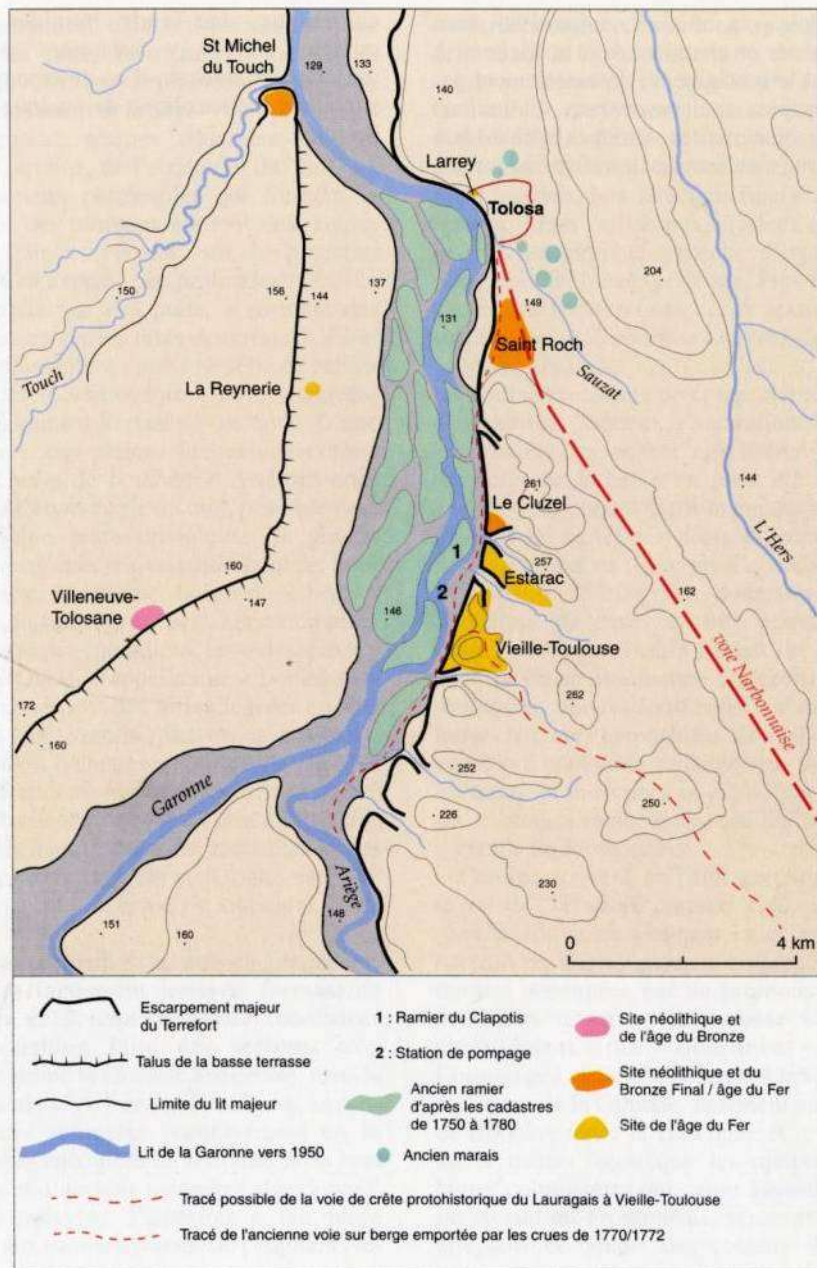 St Michel
du Touch
129
133
140
Larrey
Tolosa
204
150
156
144
137
131
149
Saint Roch
Touch
La Reynerie
Sauzat
144
261
Le Cluzel
L'Hers
1
257
Estarac
162
160
2
Villeneuve-
Tolosane
147
146
Vieille-Toulouse
voie Narbonnaise
262
172
160
252
Garonne
250
226
Ariège
230
148
151
160
0 4 km
Escarpement majeur
du Terrefort
Talus de la basse terrasse
Limite du lit majeur
Lit de la Garonne vers 1950
1 : Ramier du Clapotis
2 : Station de pompage
Ancien ramier
d'après les cadastres
de 1750 à 1780
Ancien marais
Site néolithique et
de l'âge du Bronze
Site néolithique et du
Bronze Final / âge du Fer
Site de l'âge du Fer
Tracé possible de la voie de crête protohistorique du Lauragais à Vieille-Toulouse
Tracé de l'ancienne voie sur berge emportée par les crues de 1770/1772